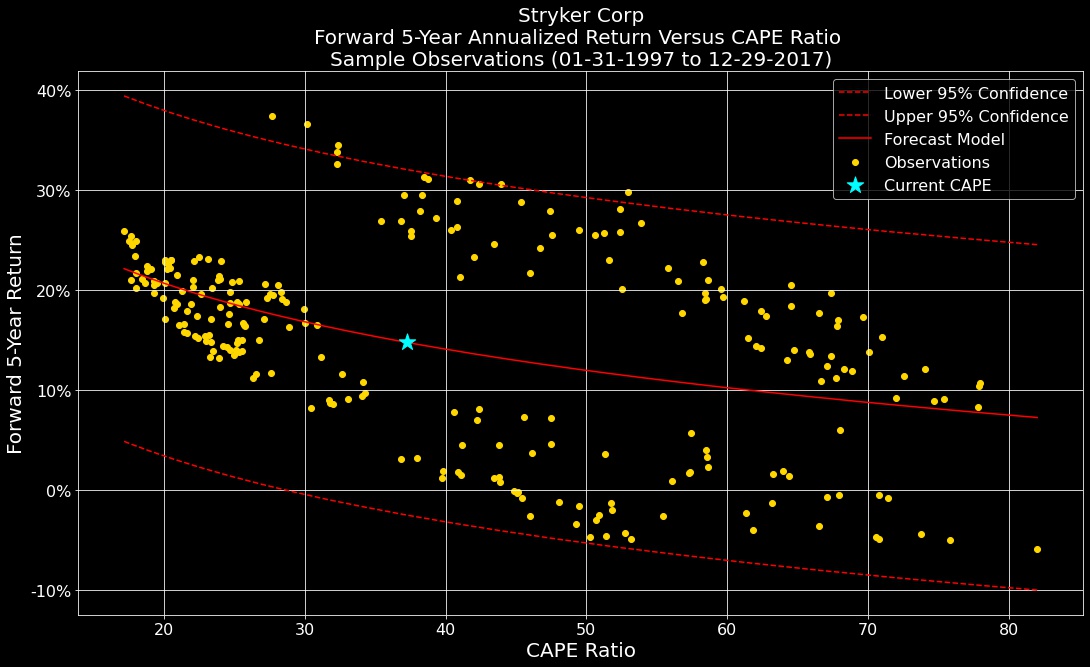 Stryker Corp
Forward 5-Year Annualized Return Versus CAPE Ratio
Sample Observations (01-31-1997 to 12-29-2017)
Lower 95% Confidence
Upper 95% Confidence
Forecast Model
Observations
Current CAPE
Forward 5-Year Return
40%
30%
20%
10%
0%
-10%
20 30 40 50 60 70 80
CAPE Ratio